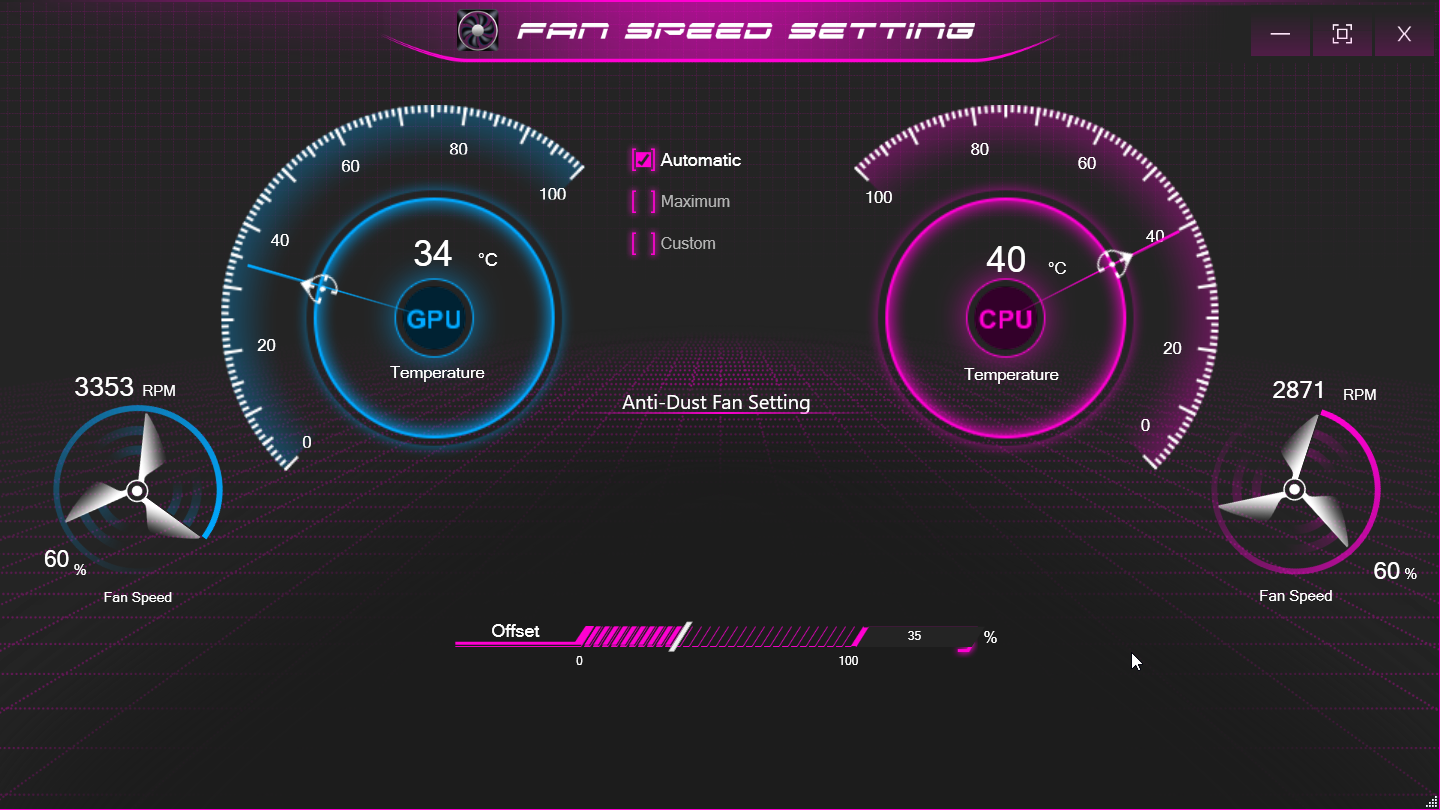 FAN SPEED SETTING
X
80
60
40
20
0
100
34 °C
GPU
Temperature
Automatic
Maximum
Custom
80
60
100
40
20
0
40 °C
CPU
Temperature
3353 RPM
60 %
Fan Speed
Anti-Dust Fan Setting
2871 RPM
60 %
Fan Speed
Offset
35 %
0
100